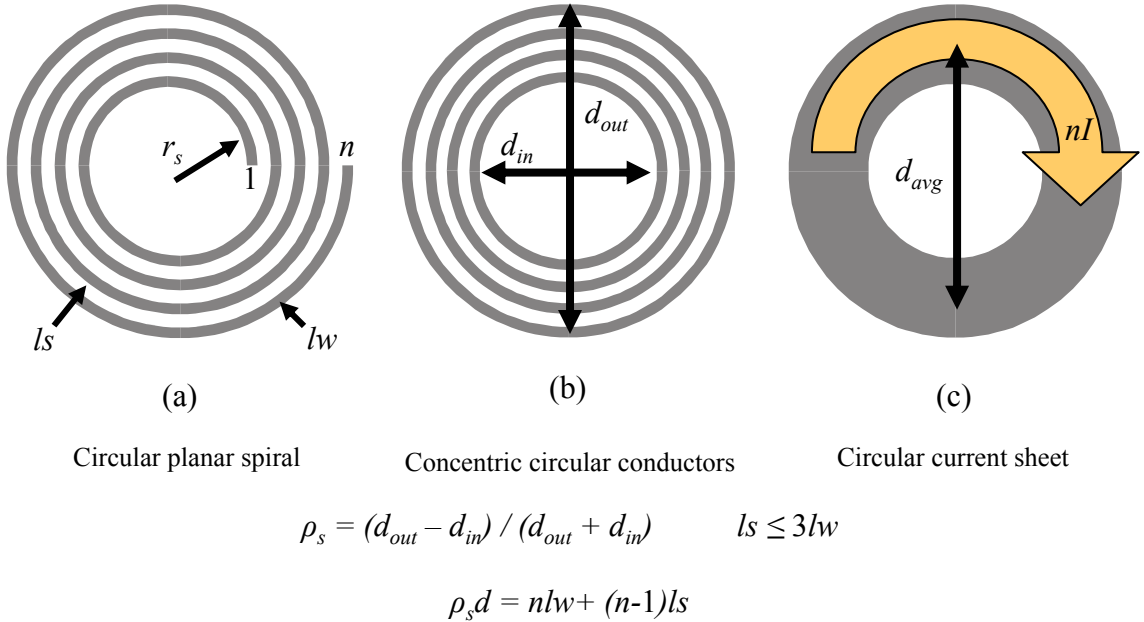 r_s
1
n
ls
lw
(a)
Circular planar spiral
d_out
d_in
(b)
Concentric circular conductors
nI
d_avg
(c)
Circular current sheet
ρ_s = (d_out – d_in) / (d_out + d_in)
ls ≤ 3lw
ρ_s d = nlw+ (n-1)ls